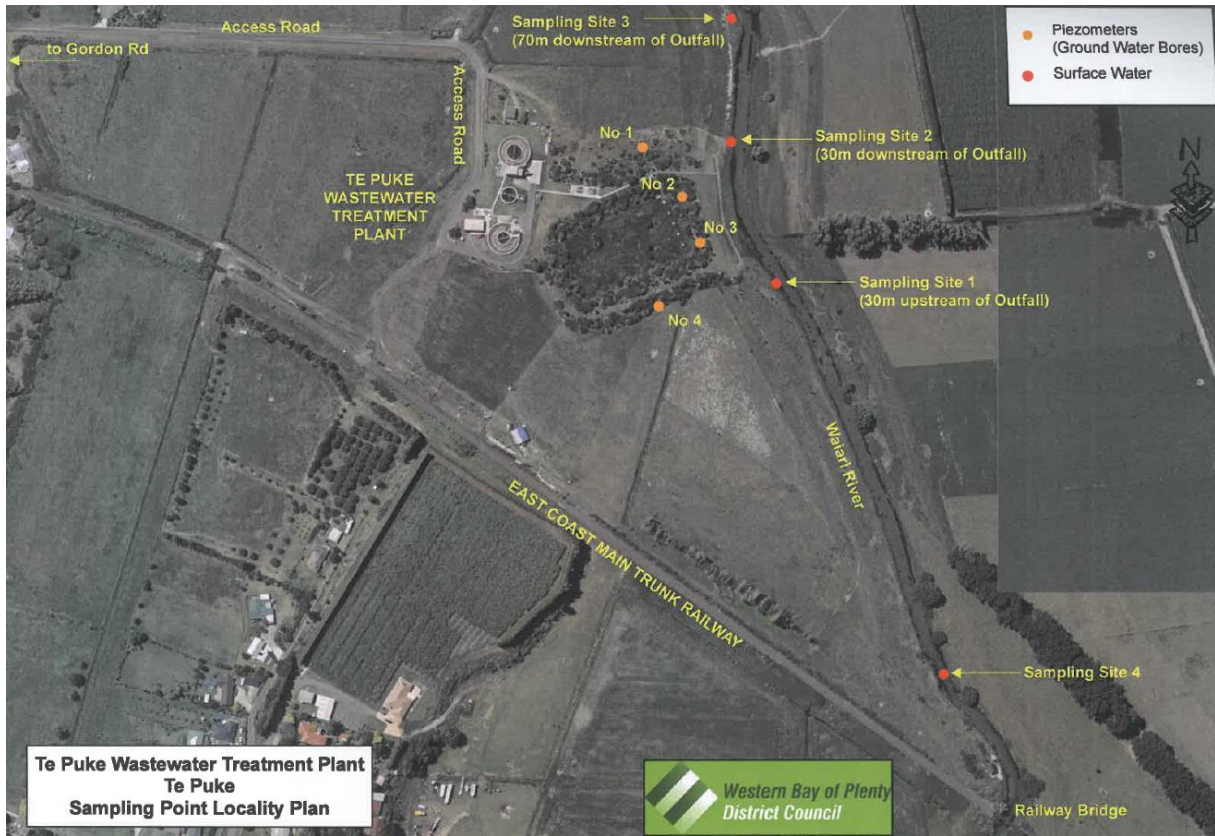 Access Road
to Gordon Rd
Access Road
Sampling Site 3
(70m downstream of Outfall)
Piezometers
(Ground Water Bores)
Surface Water
No 1
Sampling Site 2
(30m downstream of Outfall)
N
TE PUKE
WASTEWATER
TREATMENT
PLANT
No 2
No 3
Sampling Site 1
(30m upstream of Outfall)
No 4
Waiari River
EAST COAST MAIN TRUNK RAILWAY
Sampling Site 4
Te Puke Wastewater Treatment Plant
Te Puke
Sampling Point Locality Plan
Western Bay of Plenty
District Council
Railway Bridge